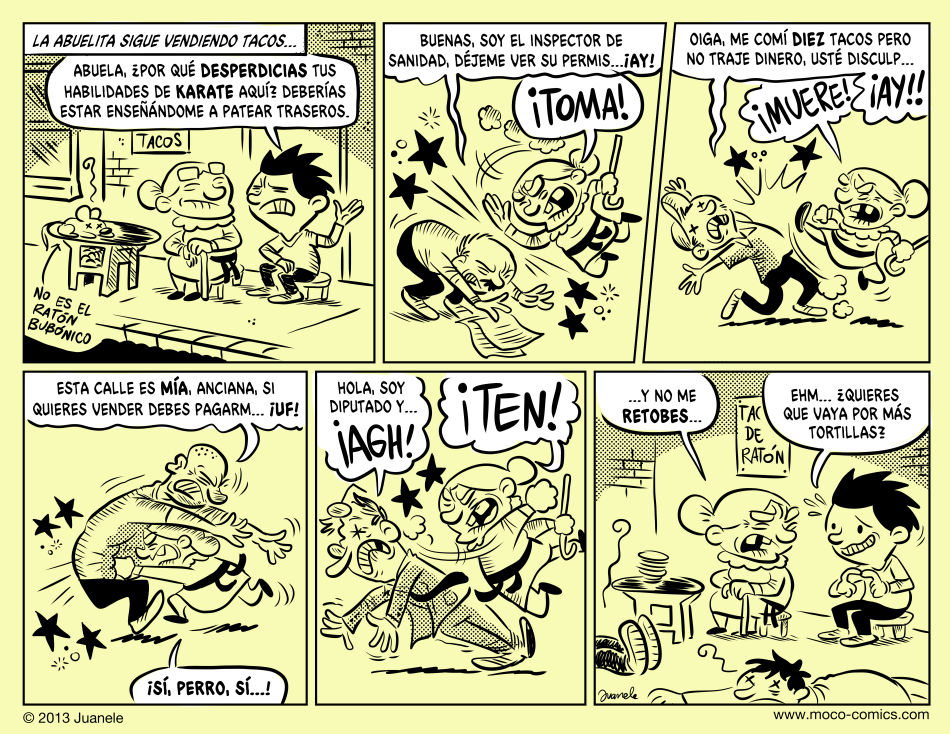 LA ABUELITA SIGUE VENDIENDO TACOS...
ABUELA, ¿POR QUÉ DESPERDICIAS TUS
HABILIDADES DE KARATE AQUÍ? DEBERÍAS
ESTAR ENSEÑÁNDOME A PATEAR TRASEROS.
TACOS
NO ES EL
RATÓN
BUBÓNICO
BUENAS, SOY EL INSPECTOR DE
SANIDAD, DÉJEME VER SU PERMIS...¡AY!
¡TOMA!
OIGA, ME COMÍ DIEZ TACOS PERO
NO TRAJE DINERO, USTÉ DISCULP...
¡MUERE!
¡AY!!
ESTA CALLE ES MÍA, ANCIANA, SI
QUIERES VENDER DEBES PAGARM... ¡UF!
¡SÍ, PERRO, SÍ...!
HOLA, SOY
DIPUTADO Y...
¡AGH!
¡TEN!
...Y NO ME
RETOBES...
TAC
DE
RATÓN
EHM... ¿QUIERES
QUE VAYA POR MÁS
TORTILLAS?
Juanele
© 2013 Juanele
www.moco-comics.com